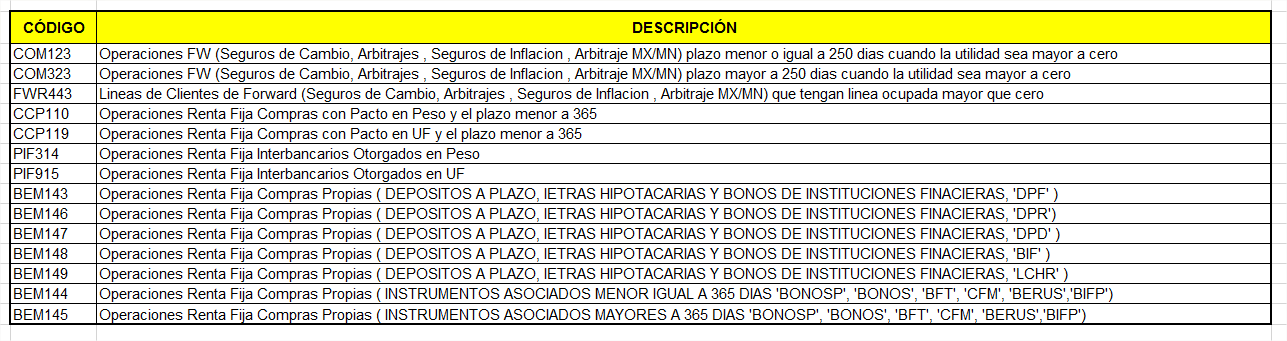 CÓDIGO DESCRIPCIÓN
COM123 Operaciones FW (Seguros de Cambio, Arbitrajes , Seguros de Inflacion , Arbitraje MX/MN) plazo menor o igual a 250 dias cuando la utilidad sea mayor a cero
COM323 Operaciones FW (Seguros de Cambio, Arbitrajes , Seguros de Inflacion , Arbitraje MX/MN) plazo mayor a 250 dias cuando la utilidad sea mayor a cero
FWR443 Lineas de Clientes de Forward (Seguros de Cambio, Arbitrajes , Seguros de Inflacion , Arbitraje MX/MN) que tengan linea ocupada mayor que cero
CCP110 Operaciones Renta Fija Compras con Pacto en Peso y el plazo menor a 365
CCP119 Operaciones Renta Fija Compras con Pacto en UF y el plazo menor a 365
PIF314 Operaciones Renta Fija Interbancarios Otorgados en Peso
PIF915 Operaciones Renta Fija Interbancarios Otorgados en UF
BEM143 Operaciones Renta Fija Compras Propias ( DEPOSITOS A PLAZO, lETRAS HIPOTACARIAS Y BONOS DE INSTITUCIONES FINACIERAS, 'DPF' )
BEM146 Operaciones Renta Fija Compras Propias ( DEPOSITOS A PLAZO, lETRAS HIPOTACARIAS Y BONOS DE INSTITUCIONES FINACIERAS, 'DPR')
BEM147 Operaciones Renta Fija Compras Propias ( DEPOSITOS A PLAZO, lETRAS HIPOTACARIAS Y BONOS DE INSTITUCIONES FINACIERAS, 'DPD' )
BEM148 Operaciones Renta Fija Compras Propias ( DEPOSITOS A PLAZO, lETRAS HIPOTACARIAS Y BONOS DE INSTITUCIONES FINACIERAS, 'BIF' )
BEM149 Operaciones Renta Fija Compras Propias ( DEPOSITOS A PLAZO, lETRAS HIPOTACARIAS Y BONOS DE INSTITUCIONES FINACIERAS, 'LCHR' )
BEM144 Operaciones Renta Fija Compras Propias ( INSTRUMENTOS ASOCIADOS MENOR IGUAL A 365 DIAS 'BONOSP', 'BONOS', 'BFT', 'CFM', 'BERUS','BIFP')
BEM145 Operaciones Renta Fija Compras Propias ( INSTRUMENTOS ASOCIADOS MAYORES A 365 DIAS 'BONOSP', 'BONOS', 'BFT', 'CFM', 'BERUS','BIFP')